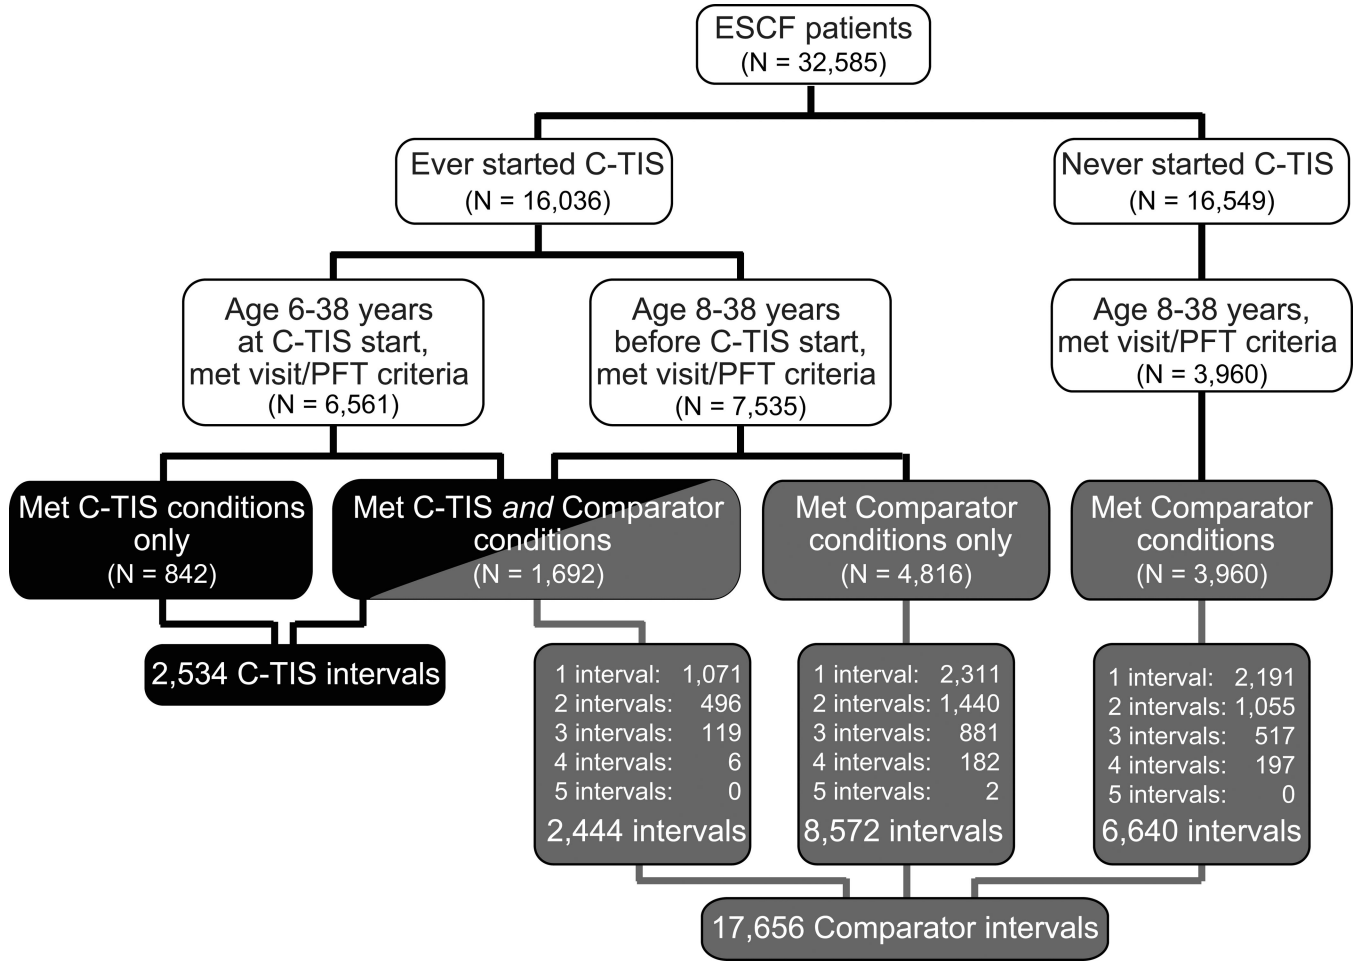 ESCF patients
(N = 32,585)
Ever started C-TIS
(N = 16,036)
Never started C-TIS
(N = 16,549)
Age 6-38 years
at C-TIS start,
met visit/PFT criteria
(N = 6,561)
Age 8-38 years
before C-TIS start,
met visit/PFT criteria
(N = 7,535)
Age 8-38 years,
met visit/PFT criteria
(N = 3,960)
Met C-TIS conditions
only
(N = 842)
Met C-TIS and Comparator
conditions
(N = 1,692)
Met Comparator
conditions only
(N = 4,816)
Met Comparator
conditions
(N = 3,960)
2,534 C-TIS intervals
1 interval: 1,071
2 intervals: 496
3 intervals: 119
4 intervals: 6
5 intervals: 0
2,444 intervals
1 interval: 2,311
2 intervals: 1,440
3 intervals: 881
4 intervals: 182
5 intervals: 2
8,572 intervals
1 interval: 2,191
2 intervals: 1,055
3 intervals: 517
4 intervals: 197
5 intervals: 0
6,640 intervals
17,656 Comparator intervals